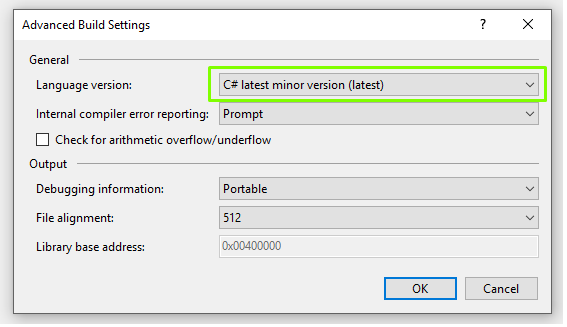 Advanced Build Settings ? ×
General
Language version: C# latest minor version (latest)
Internal compiler error reporting: Prompt
Check for arithmetic overflow/underflow
Output
Debugging information: Portable
File alignment: 512
Library base address: 0x00400000
OK Cancel